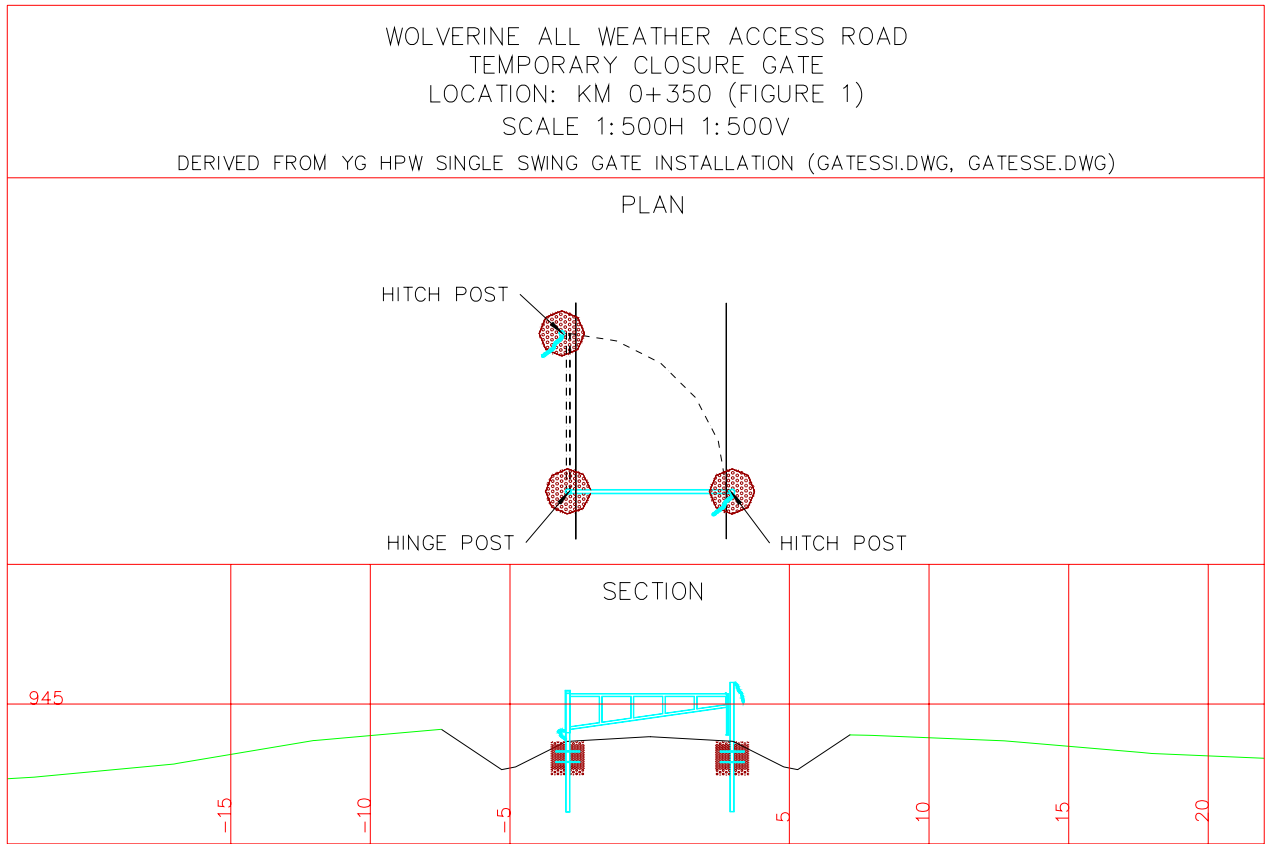 WOLVERINE ALL WEATHER ACCESS ROAD
TEMPORARY CLOSURE GATE
LOCATION: KM 0+350 (FIGURE 1)
SCALE 1:500H 1:500V
DERIVED FROM YG HPW SINGLE SWING GATE INSTALLATION (GATESSI.DWG, GATESSE.DWG)
PLAN
HITCH POST
HINGE POST
HITCH POST
SECTION
945
-15
-10
-5
5
10
15
20